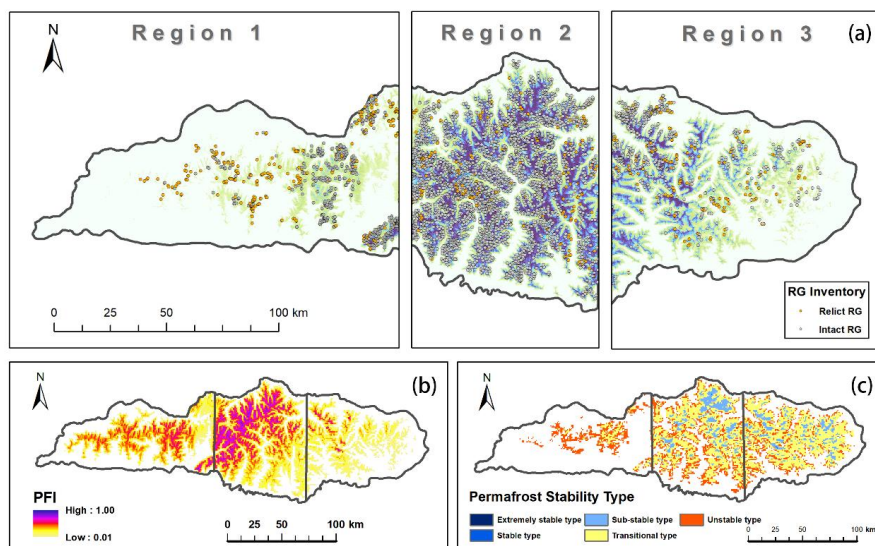 Region 1
Region 2
Region 3
(a)
N
0 25 50 100 km
RG Inventory
Relict RG
Intact RG
N
(b)
PFI
High : 1.00
Low : 0.01
0 50 100 km
N
(c)
Permafrost Stability Type
Extremely stable type
Sub-stable type
Unstable type
Stable type
Transitional type
0 50 100 km